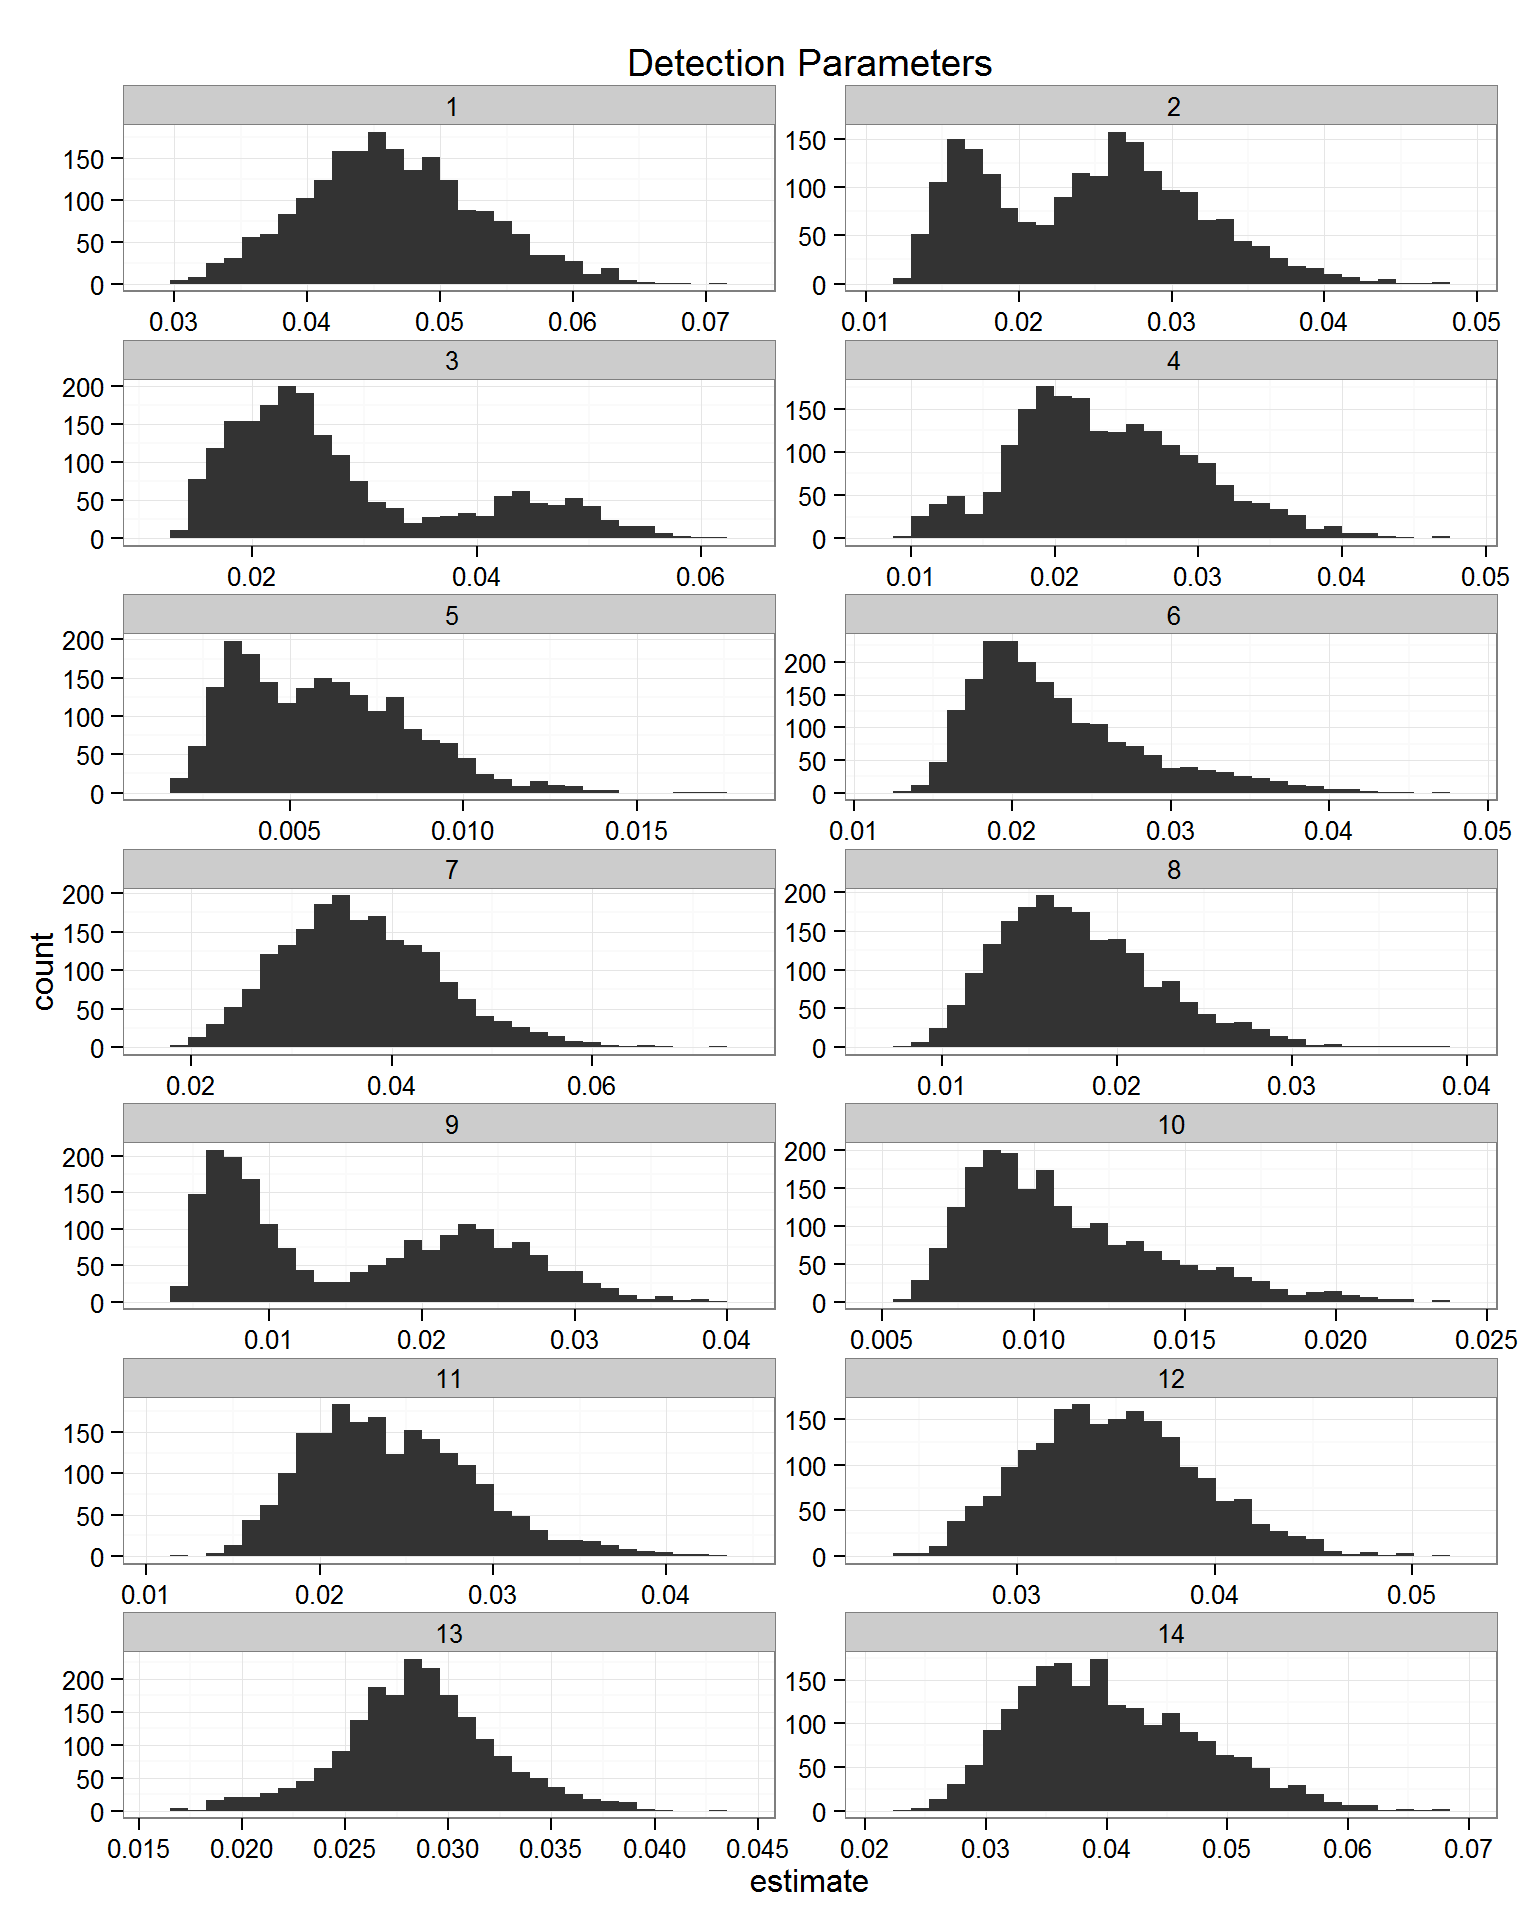 Detection Parameters
1 2
150 100 50 0 150 100 50 0
0.03 0.04 0.05 0.06 0.07 0.01 0.02 0.03 0.04 0.05
3 4
200 150 100 50 0 150 100 50 0
0.02 0.04 0.06 0.01 0.02 0.03 0.04 0.05
5 6
200 150 100 50 0 200 150 100 50 0
0.005 0.010 0.015 0.01 0.02 0.03 0.04 0.05
7 8
200 150 100 50 0 200 150 100 50 0
0.02 0.04 0.06 0.01 0.02 0.03 0.04
count
9 10
200 150 100 50 0 200 150 100 50 0
0.01 0.02 0.03 0.04 0.005 0.010 0.015 0.020 0.025
11 12
150 100 50 0 150 100 50 0
0.01 0.02 0.03 0.04 0.03 0.04 0.05
13 14
200 150 100 50 0 150 100 50 0
0.015 0.020 0.025 0.030 0.035 0.040 0.045 0.02 0.03 0.04 0.05 0.06 0.07
estimate